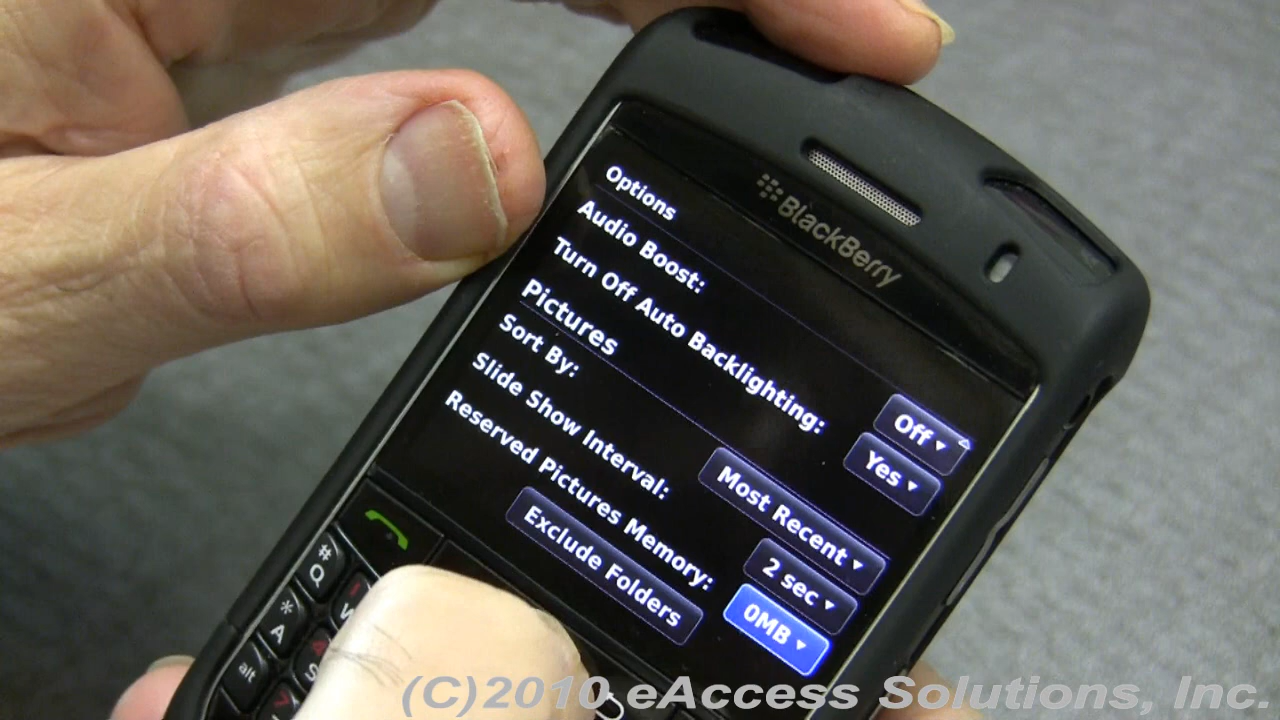 BlackBerry
Options
Audio Boost: Off
Turn Off Auto Backlighting: Yes
Pictures
Sort By: Most Recent
Slide Show Interval: 2 sec
Reserved Pictures Memory: 0MB
Exclude Folders
#
Q
*
A
alt
S
(C)2010 eAccess Solutions, Inc.